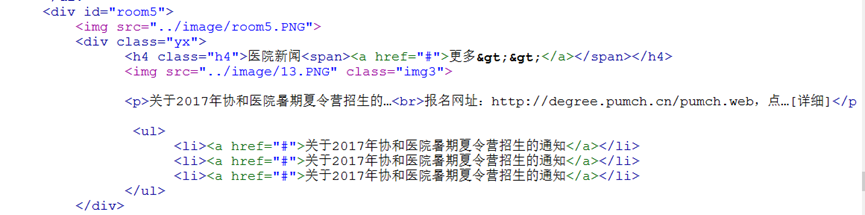 <div id="room5">
<img src="../image/room5.PNG">
<div class="yx">
<h4 class="h4">医院新闻<span><a href="#">更多&gt;&gt;</a></span></h4>
<img src="../image/13.PNG" class="img3">
<p>关于2017年协和医院暑期夏令营招生的…<br>报名网址：http://degree.pumch.cn/pumch.web，点…[详细]</p
<ul>
<li><a href="#">关于2017年协和医院暑期夏令营招生的通知</a></li>
<li><a href="#">关于2017年协和医院暑期夏令营招生的通知</a></li>
<li><a href="#">关于2017年协和医院暑期夏令营招生的通知</a></li>
</ul>
</div>